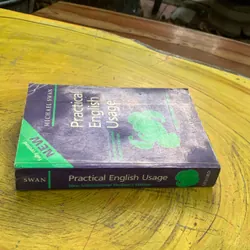 MICHAEL SWAN
Practical
English
Usage
NEW
SWAN
Practical English Usage